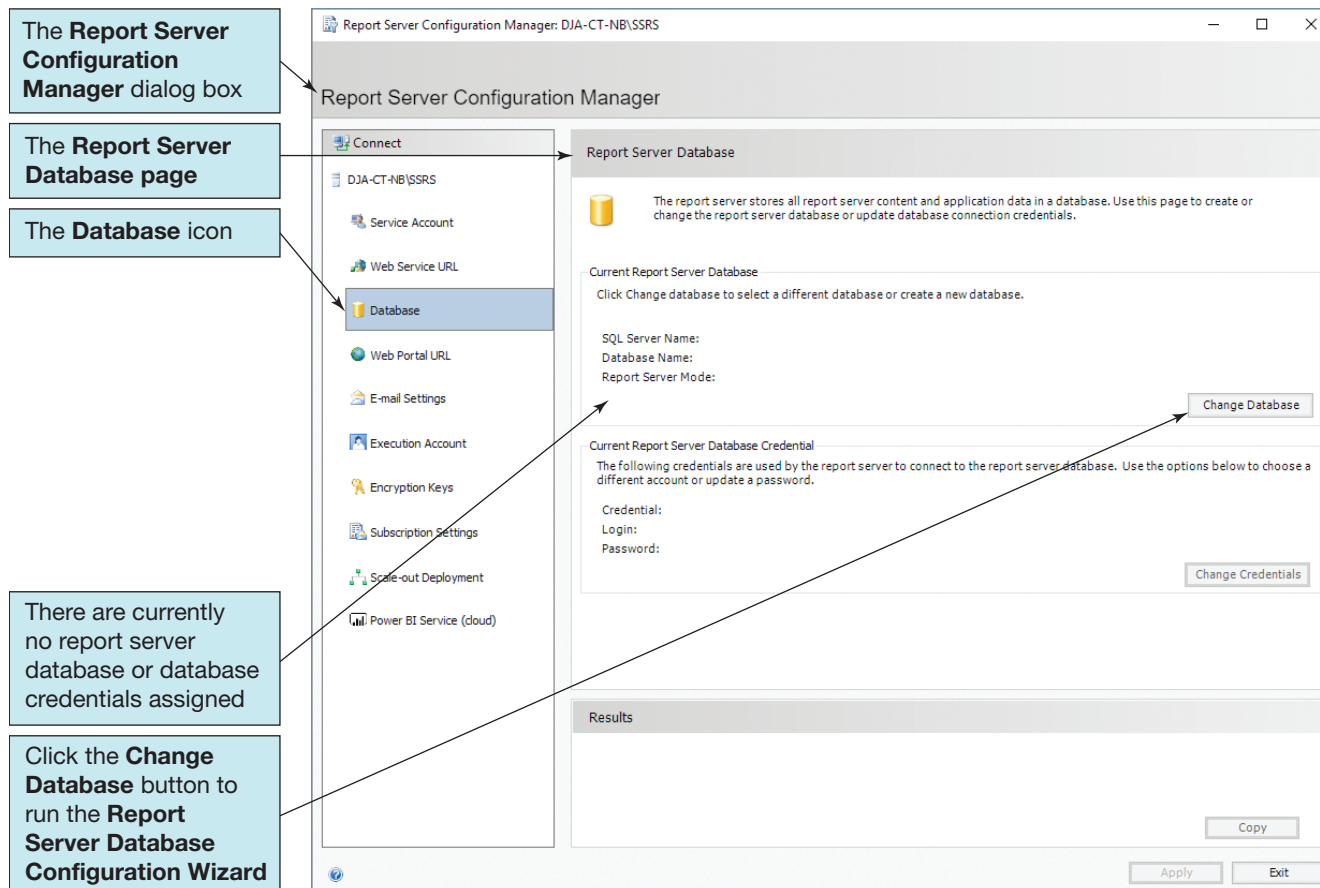 The Report Server
Configuration
Manager dialog box
The Report Server
Database page
The Database icon
There are currently
no report server
database or database
credentials assigned
Click the Change
Database button to
run the Report
Server Database
Configuration Wizard
Report Server Configuration Manager: DJA-CT-NB\SSRS
Report Server Configuration Manager
Connect
DJA-CT-NB\SSRS
Service Account
Web Service URL
Database
Web Portal URL
E-mail Settings
Execution Account
Encryption Keys
Subscription Settings
Scale-out Deployment
Power BI Service (cloud)
Report Server Database
The report server stores all report server content and application data in a database. Use this page to create or
change the report server database or update database connection credentials.
Current Report Server Database
Click Change database to select a different database or create a new database.
SQL Server Name:
Database Name:
Report Server Mode:
Change Database
Current Report Server Database Credential
The following credentials are used by the report server to connect to the report server database. Use the options below to choose a
different account or update a password.
Credential:
Login:
Password:
Change Credentials
Results
Copy
Apply
Exit